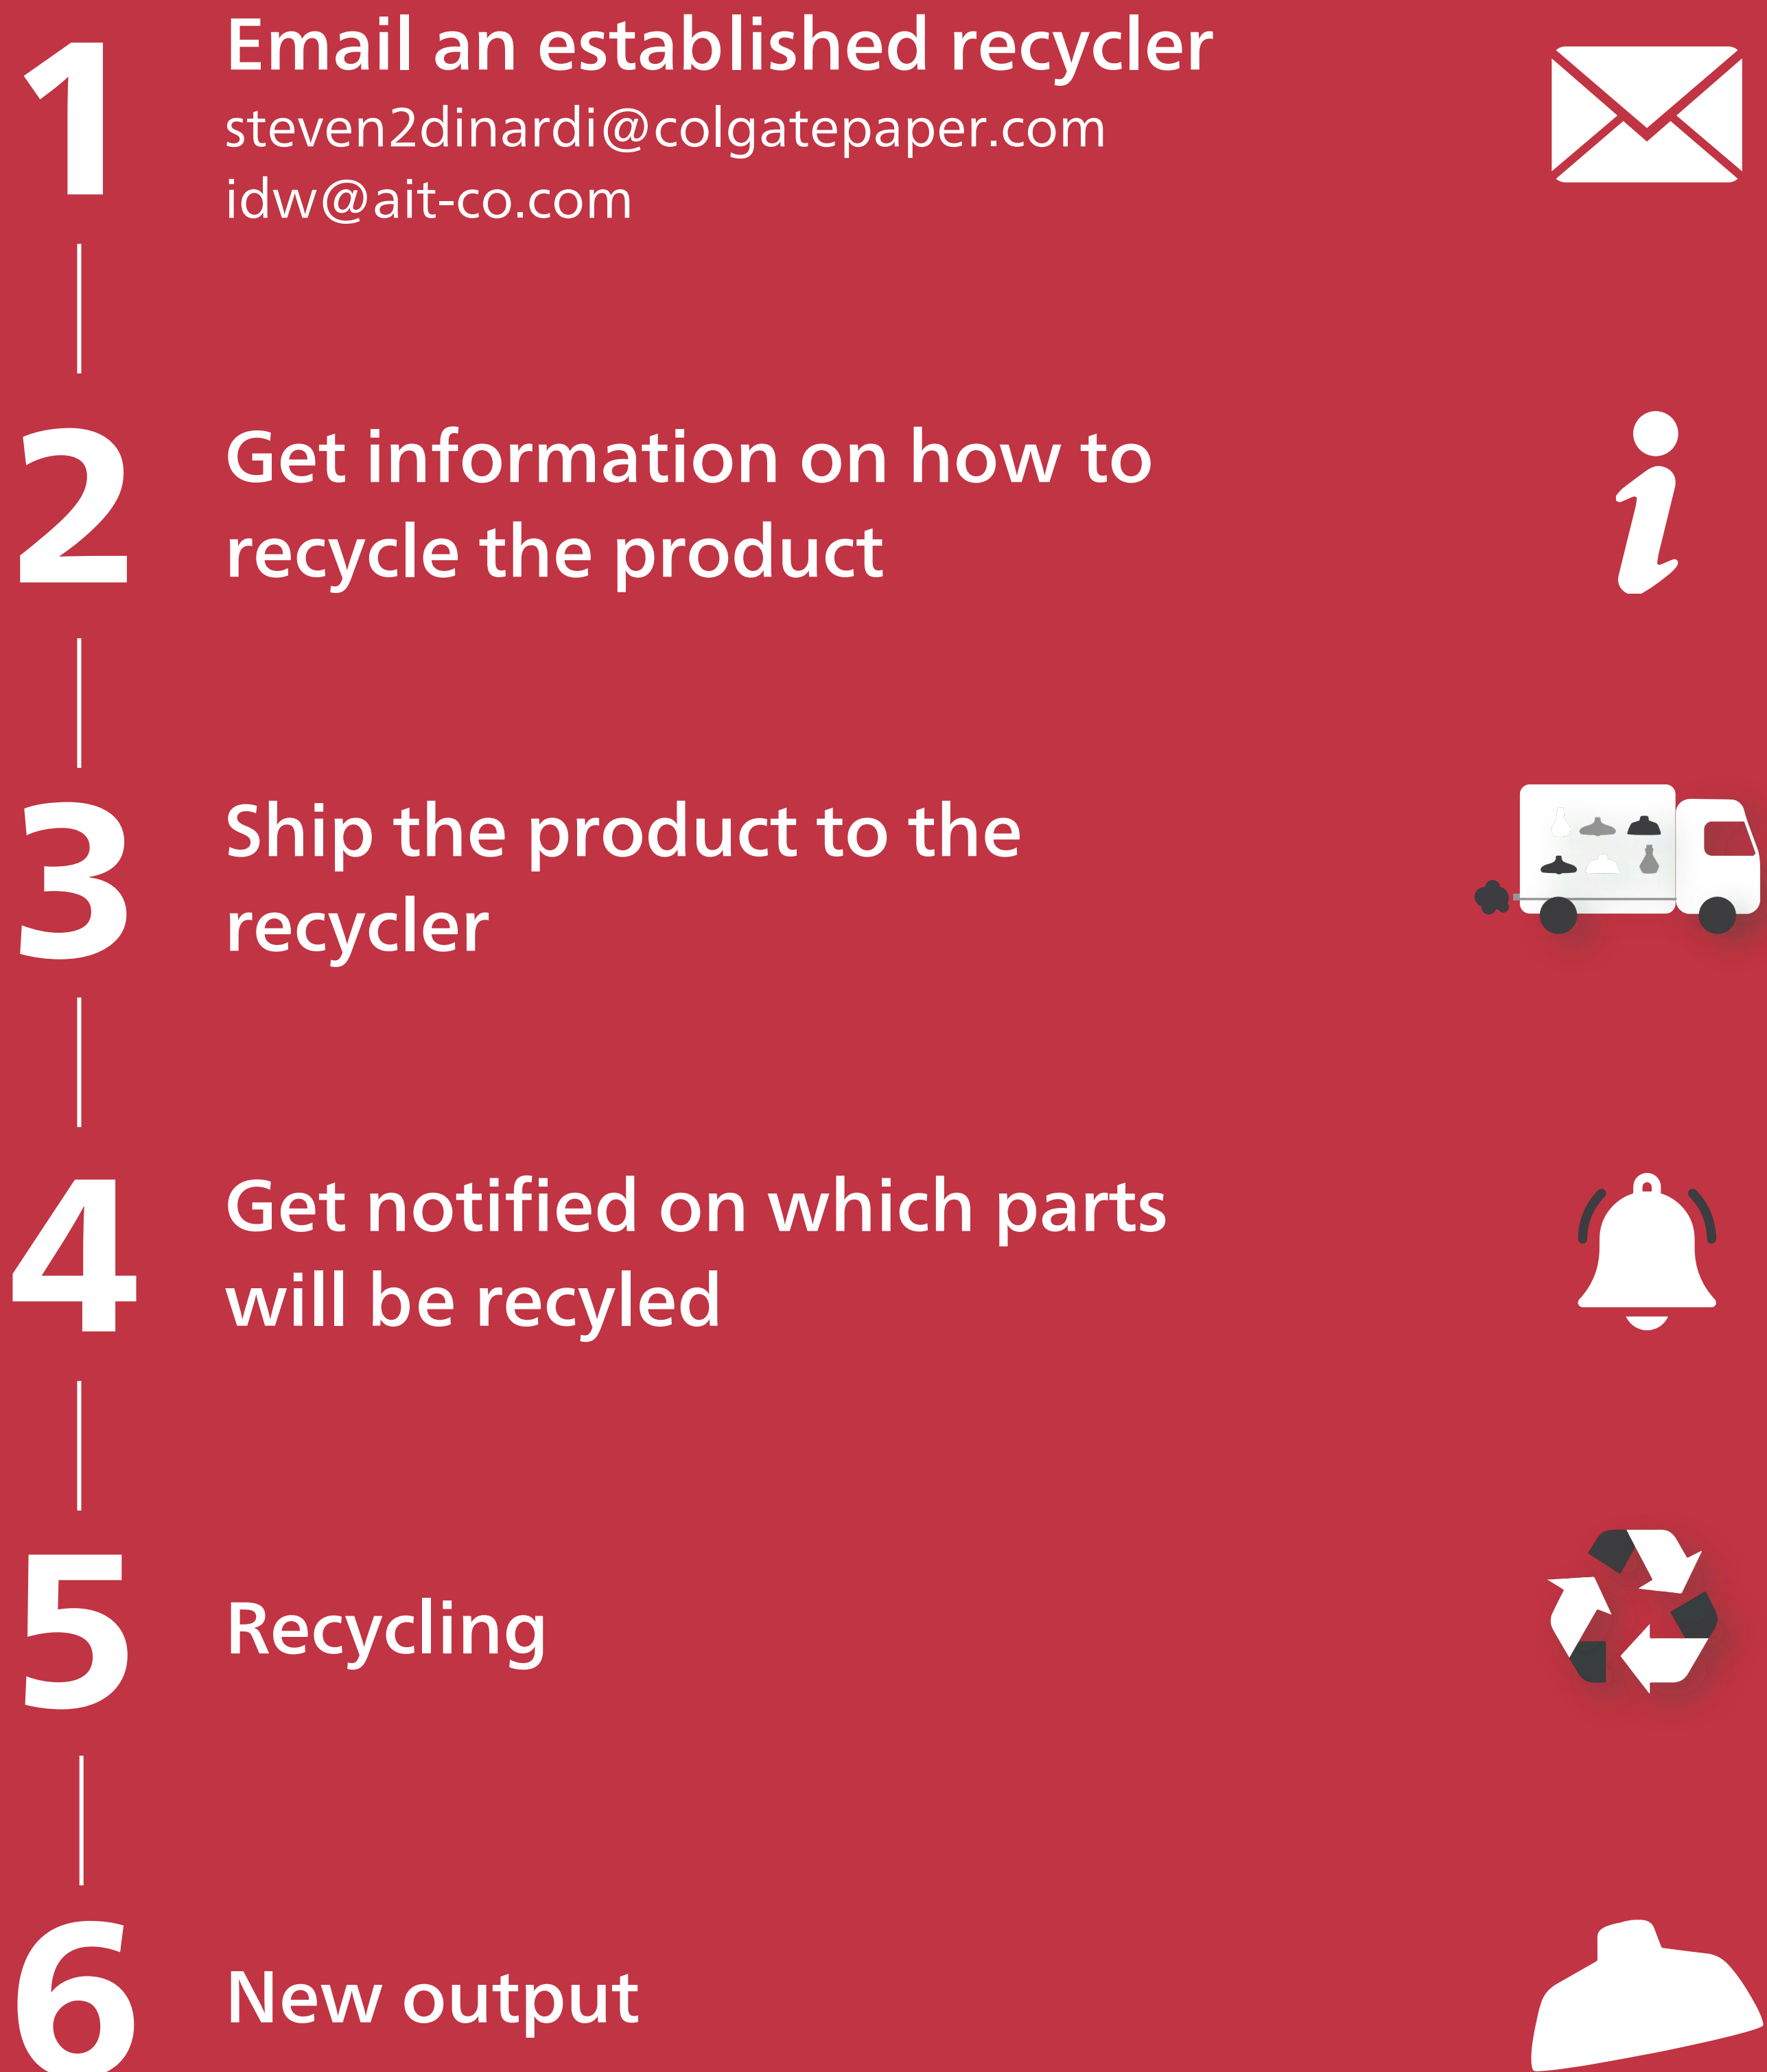 1
Email an established recycler
steven2dinardi@colgatepaper.com
idw@ait-co.com
2
Get information on how to
recycle the product
3
Ship the product to the
recycler
4
Get notified on which parts
will be recyled
5
Recycling
6
New output